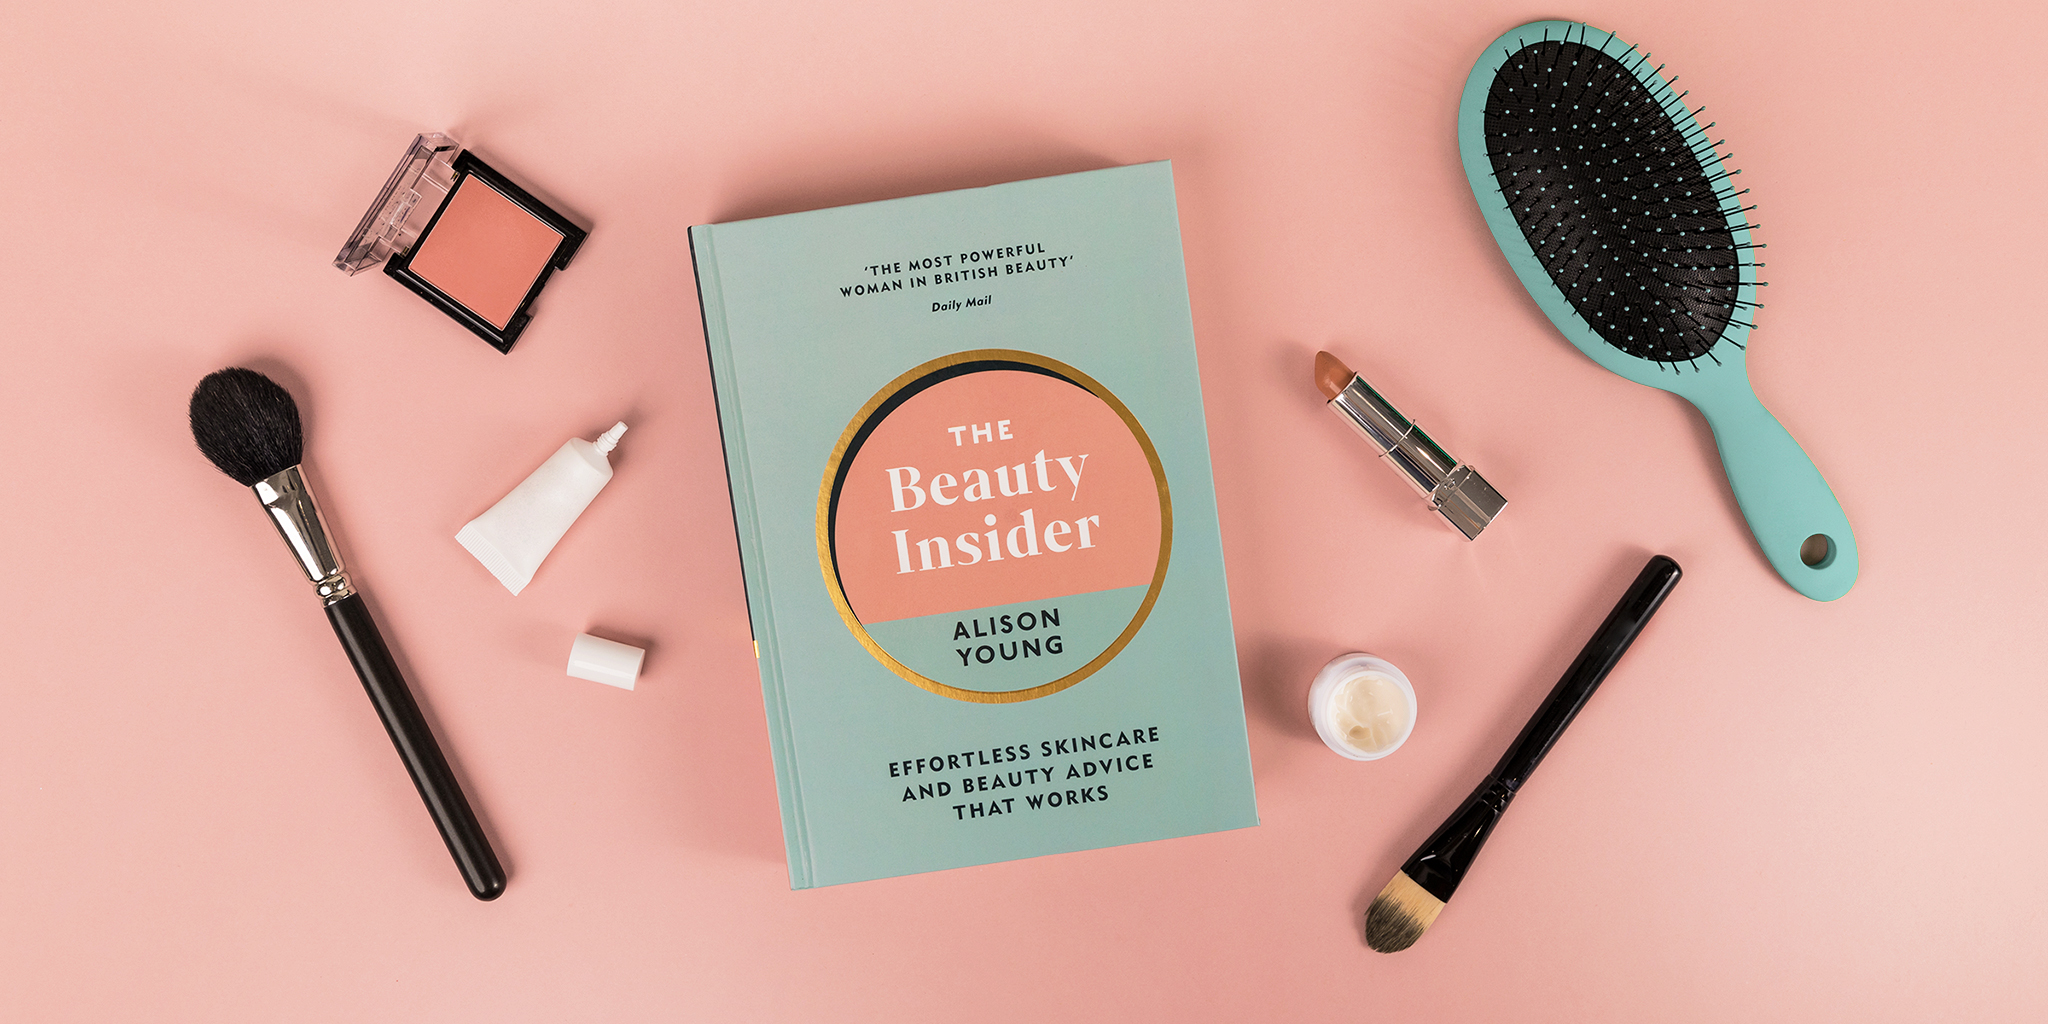 ‘THE MOST POWERFUL
WOMAN IN BRITISH BEAUTY‘
Daily Mail
THE
Beauty
Insider
ALISON
YOUNG
EFFORTLESS SKINCARE
AND BEAUTY ADVICE
THAT WORKS